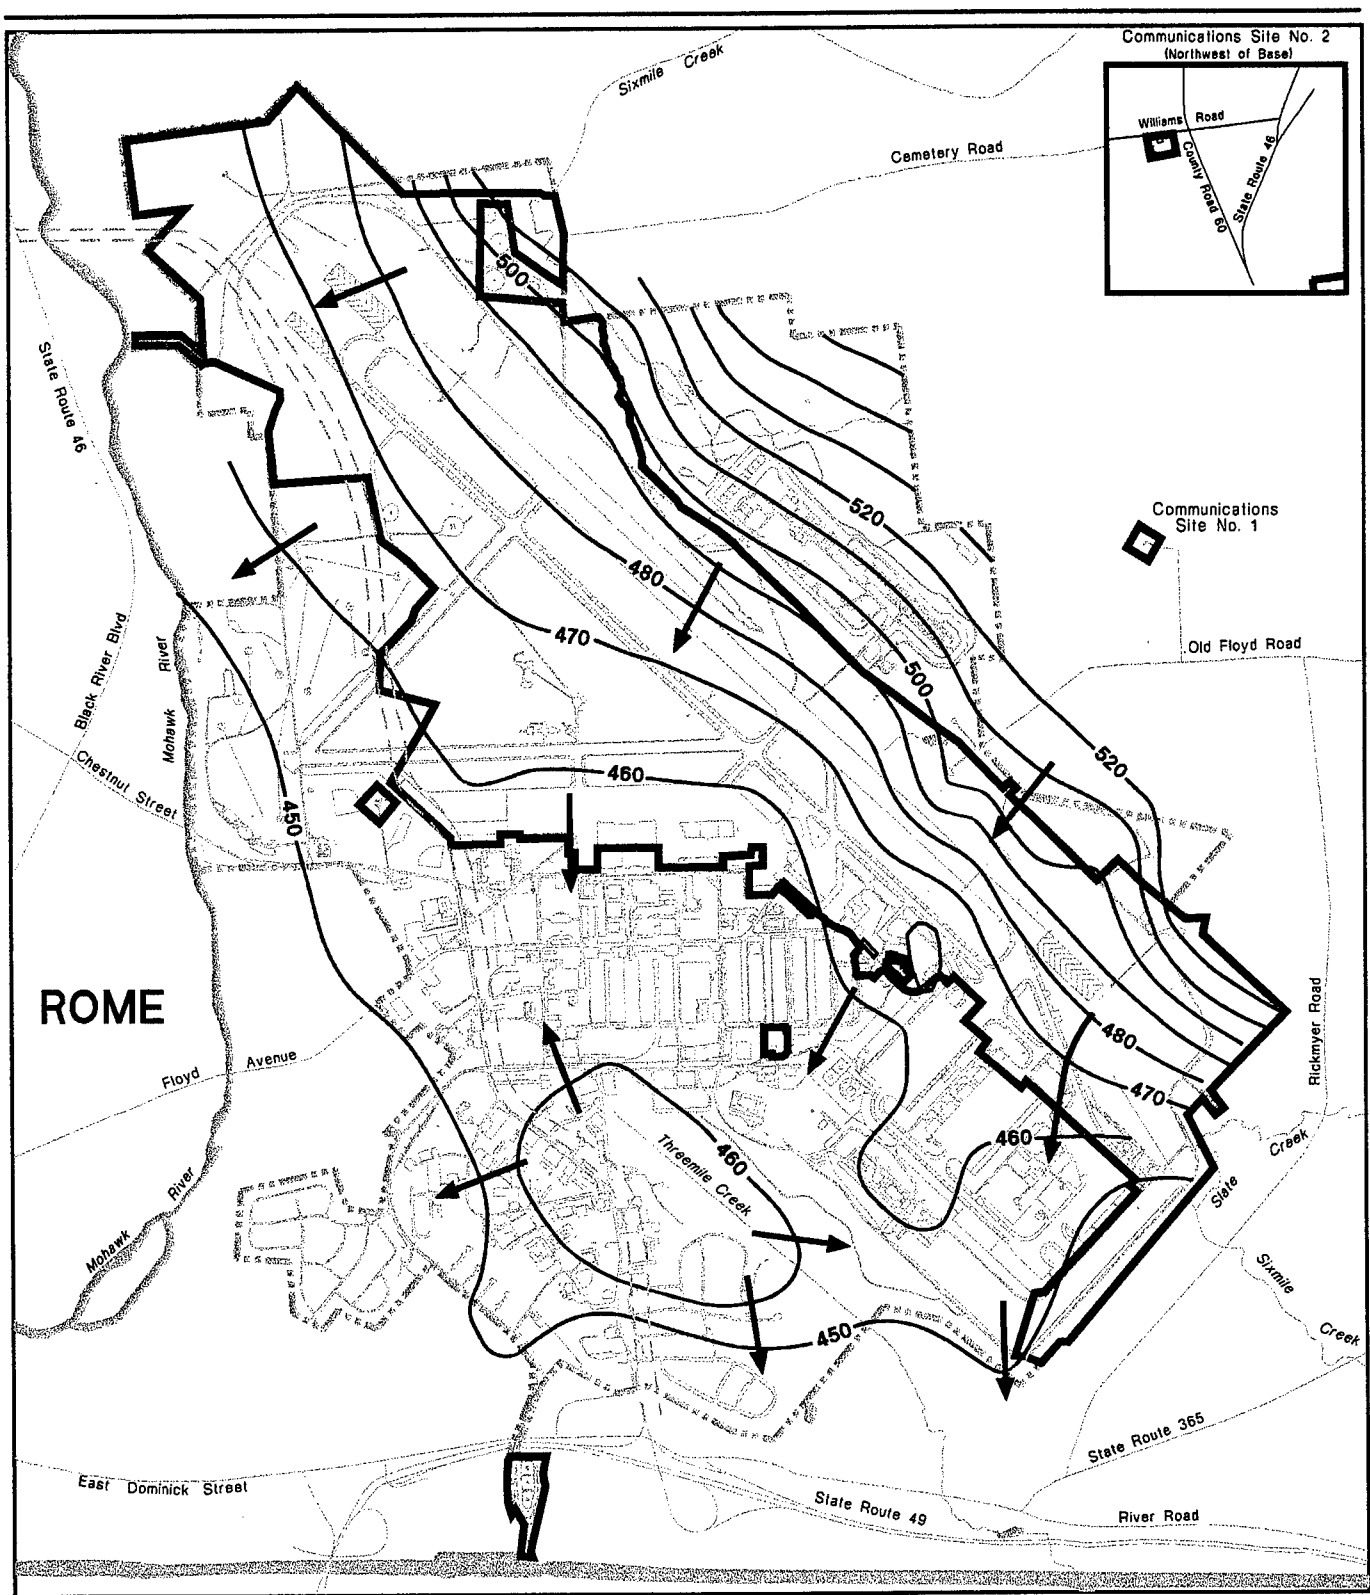 Communications Site No. 2
(Northwest of Base)
Williams Road
County Road 60
State Route 46
Sixmile Creek
Cemetery Road
500
State Route 46
520
Communications
Site No. 1
480
470
Old Floyd Road
Black River Blvd
Mohawk River
500
Chestnut Street
520
460
450
ROME
Rickmyer Road
480
Floyd Avenue
470
460
460
Threemile Creek
Slate Creek
Mohawk River
Sixmile Creek
450
State Route 365
East Dominick Street
State Route 49
River Road